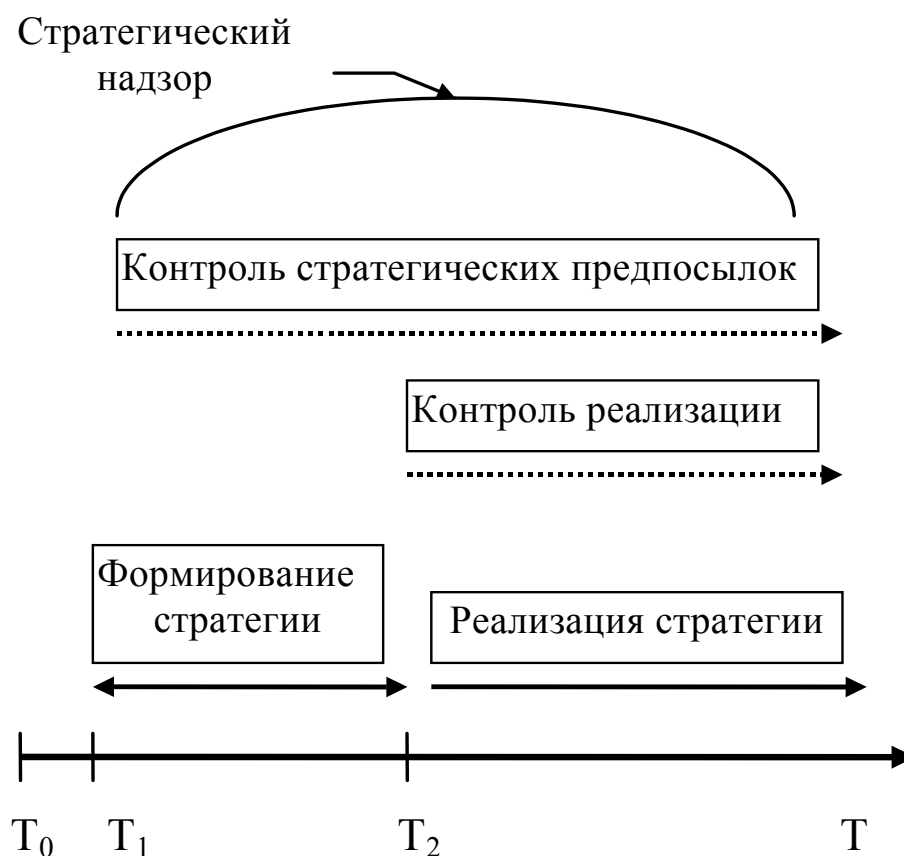 Стратегический
надзор
Контроль стратегических предпосылок
Контроль реализации
Формирование
стратегии
Реализация стратегии
T₀ T₁ T₂ T